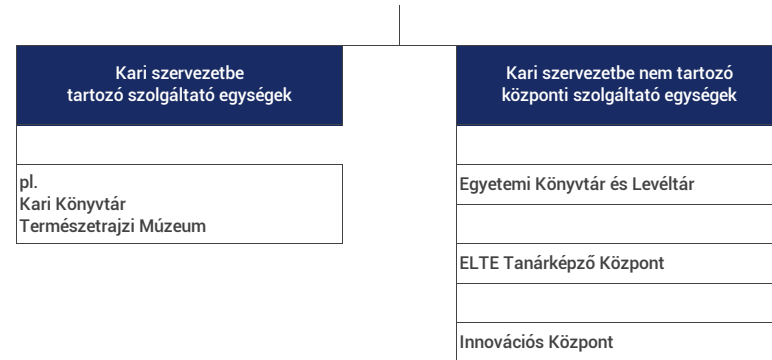 Kari szervezetbe
tartozó szolgáltató egységek
pl.
Kari Könyvtár
Természetrajzi Múzeum
Kari szervezetbe nem tartozó
központi szolgáltató egységek
Egyetemi Könyvtár és Levéltár
ELTE Tanárképző Központ
Innovációs Központ